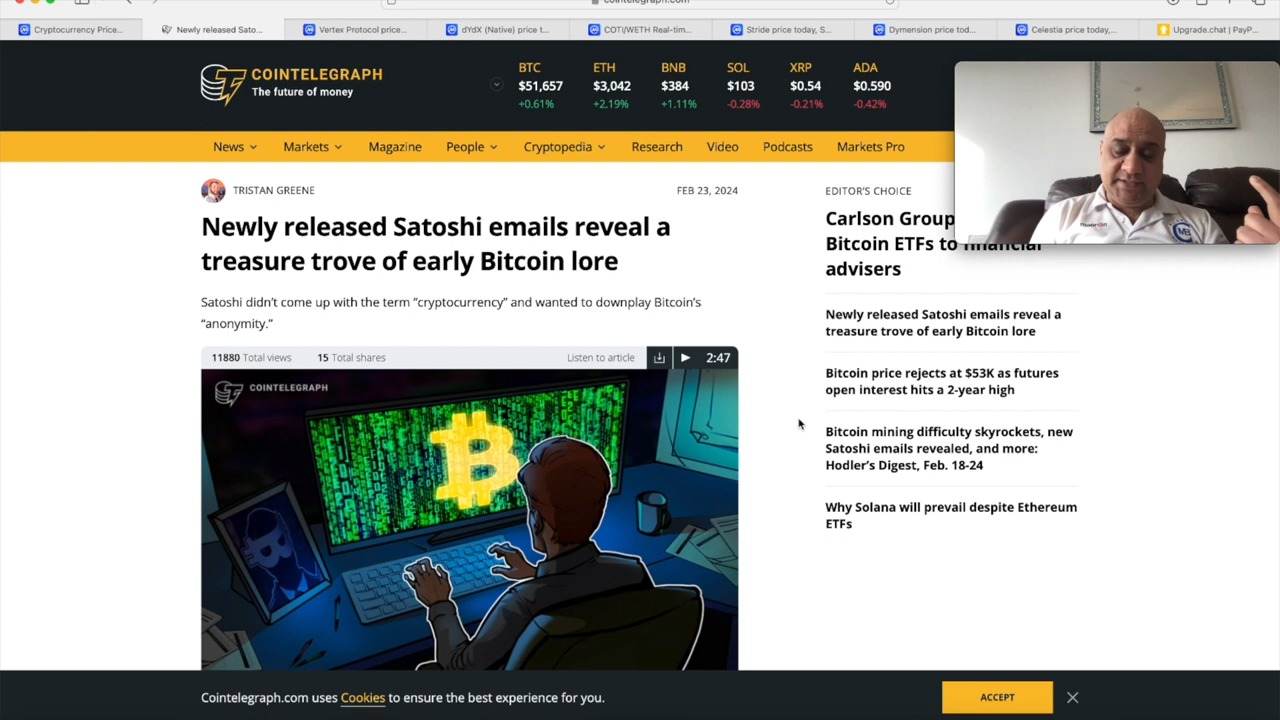 cointelegraph.com
Cryptocurrency Price...
Newly released Sato...
Vertex Protocol price...
dYdX (Native) price t...
COTI/WETH Real-tim...
Stride price today, S...
Dymension price tod...
Celestia price today,...
Upgrade.chat | PayP...
COINTELEGRAPH
The future of money
BTC ETH BNB SOL XRP ADA
$51,657 $3,042 $384 $103 $0.54 $0.590
+0.61% +2.19% +1.11% -0.28% -0.21% -0.42%
News Markets Magazine People Cryptopedia Research Video Podcasts Markets Pro
TRISTAN GREENE
FEB 23, 2024
Newly released Satoshi emails reveal a
treasure trove of early Bitcoin lore
Satoshi didn't come up with the term “cryptocurrency” and wanted to downplay Bitcoin's
“anonymity.”
11880 Total views 15 Total shares Listen to article 2:47
COINTELEGRAPH
EDITOR'S CHOICE
Carlson Group
Bitcoin ETFs to financial
advisers
Newly released Satoshi emails reveal a
treasure trove of early Bitcoin lore
Bitcoin price rejects at $53K as futures
open interest hits a 2-year high
Bitcoin mining difficulty skyrockets, new
Satoshi emails revealed, and more:
Hodler's Digest, Feb. 18-24
Why Solana will prevail despite Ethereum
ETFs
MB
Cointelegraph.com uses Cookies to ensure the best experience for you.
ACCEPT